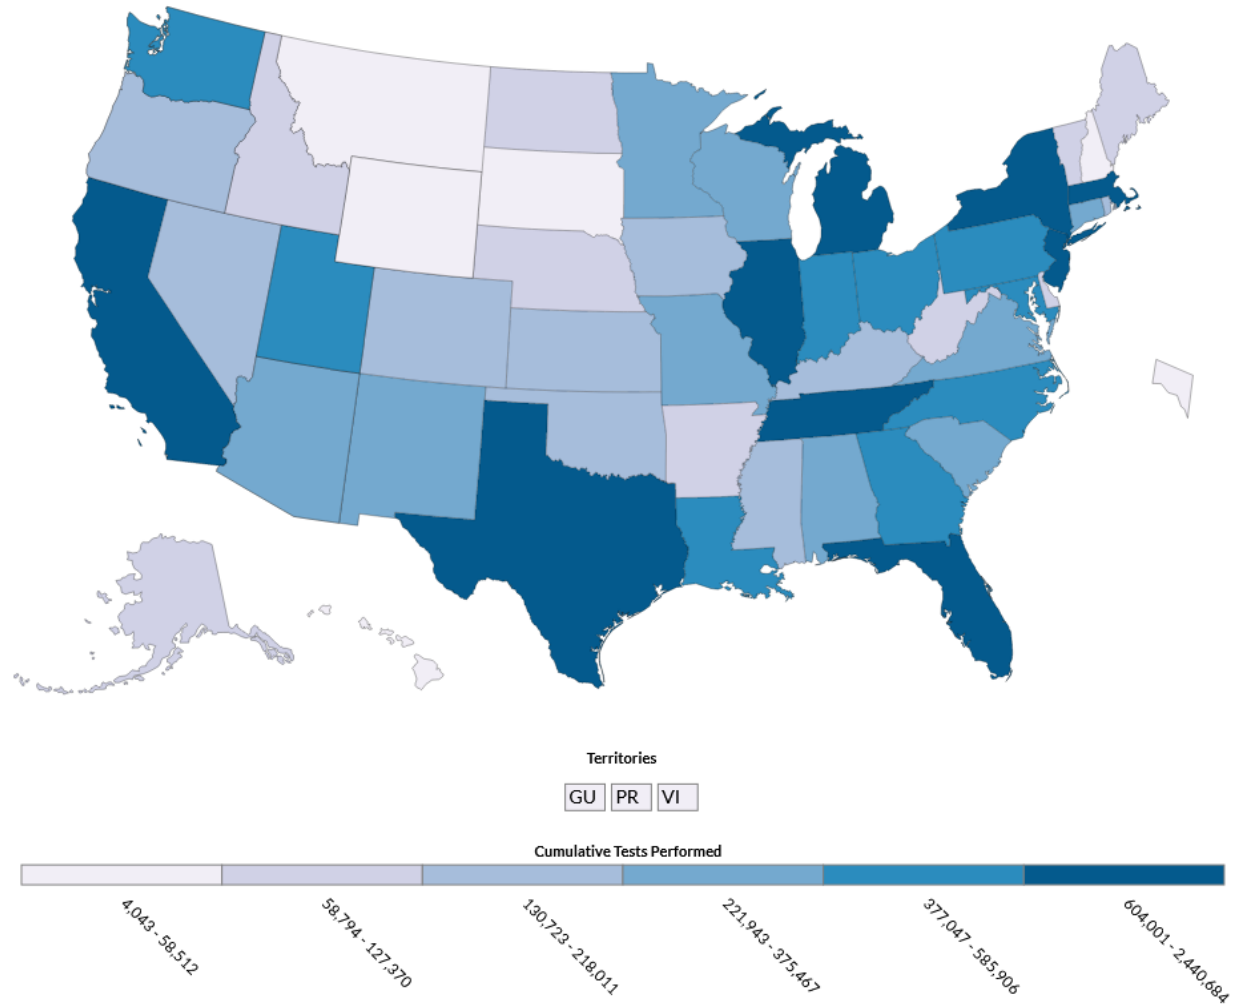 Territories
GU PR VI
Cumulative Tests Performed
4,043 - 58,512
58,794 - 127,370
130,723 - 218,011
221,943 - 375,467
377,047 - 585,906
604,001 - 2,440,684